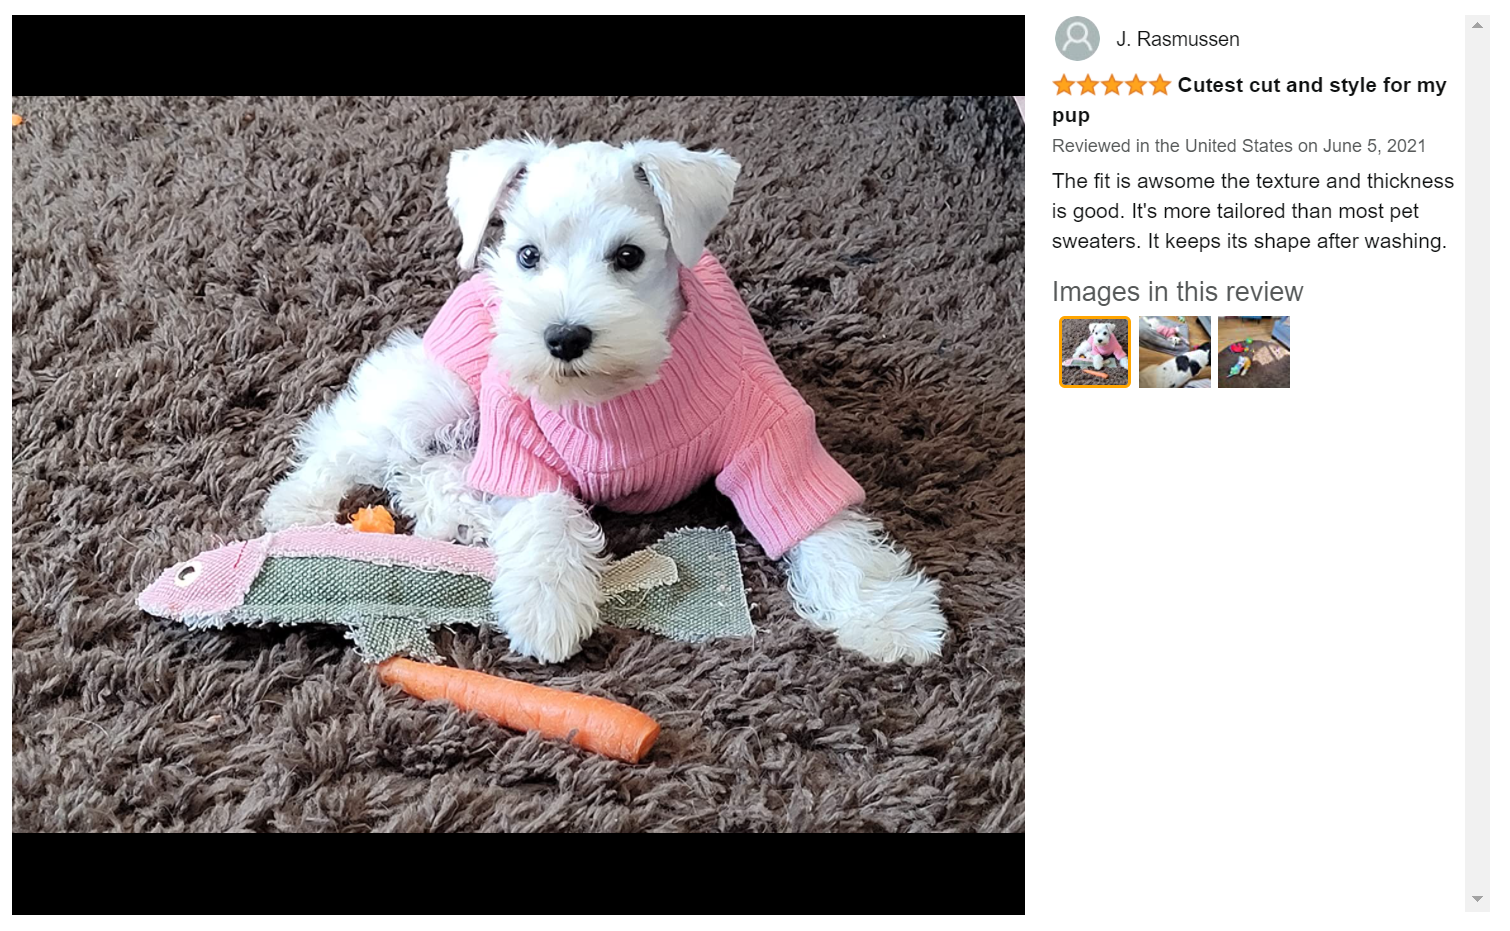 J. Rasmussen
Cutest cut and style for my
pup
Reviewed in the United States on June 5, 2021
The fit is awsome the texture and thickness
is good. It's more tailored than most pet
sweaters. It keeps its shape after washing.
Images in this review